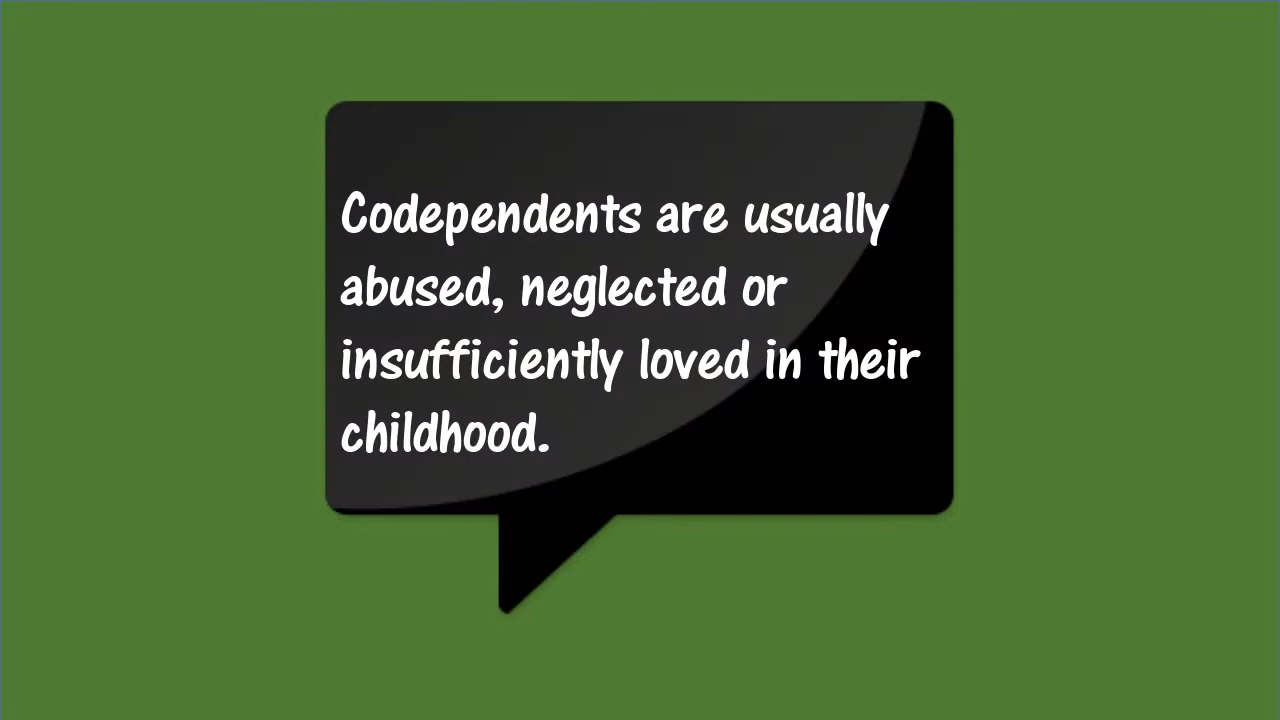 Codependents are usually
abused, neglected or
insufficiently loved in their
childhood.